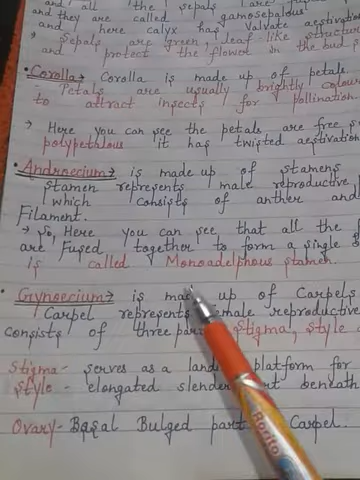 and all the sepals are
and they are called gamosepalous
and here calyx has Valvate aestivation
→ Sepals are green, leaf-like structure
and protect the flower in the bud s
• Corolla → Corolla is made up of petals.
Petals are usually brightly colour
to attract insects for pollination.
→ Here you can see the petals are free s
polypetalous it has twisted aestivation
• Androecium → is made up of stamens
stamen represents male reproductive
which consists of anther and
Filament.
→ So, Here you can see that all the
are Fused together to form a single
is called Monoadelphous stamen.
• Gynoecium → is made up of Carpels
Carpel represents male reproductive
consists of three par Stigma, style
Stigma - serves as a land platform for
Style - elongated slender art beneath
Ovary - Basal Bulged part Carpel.
Borito